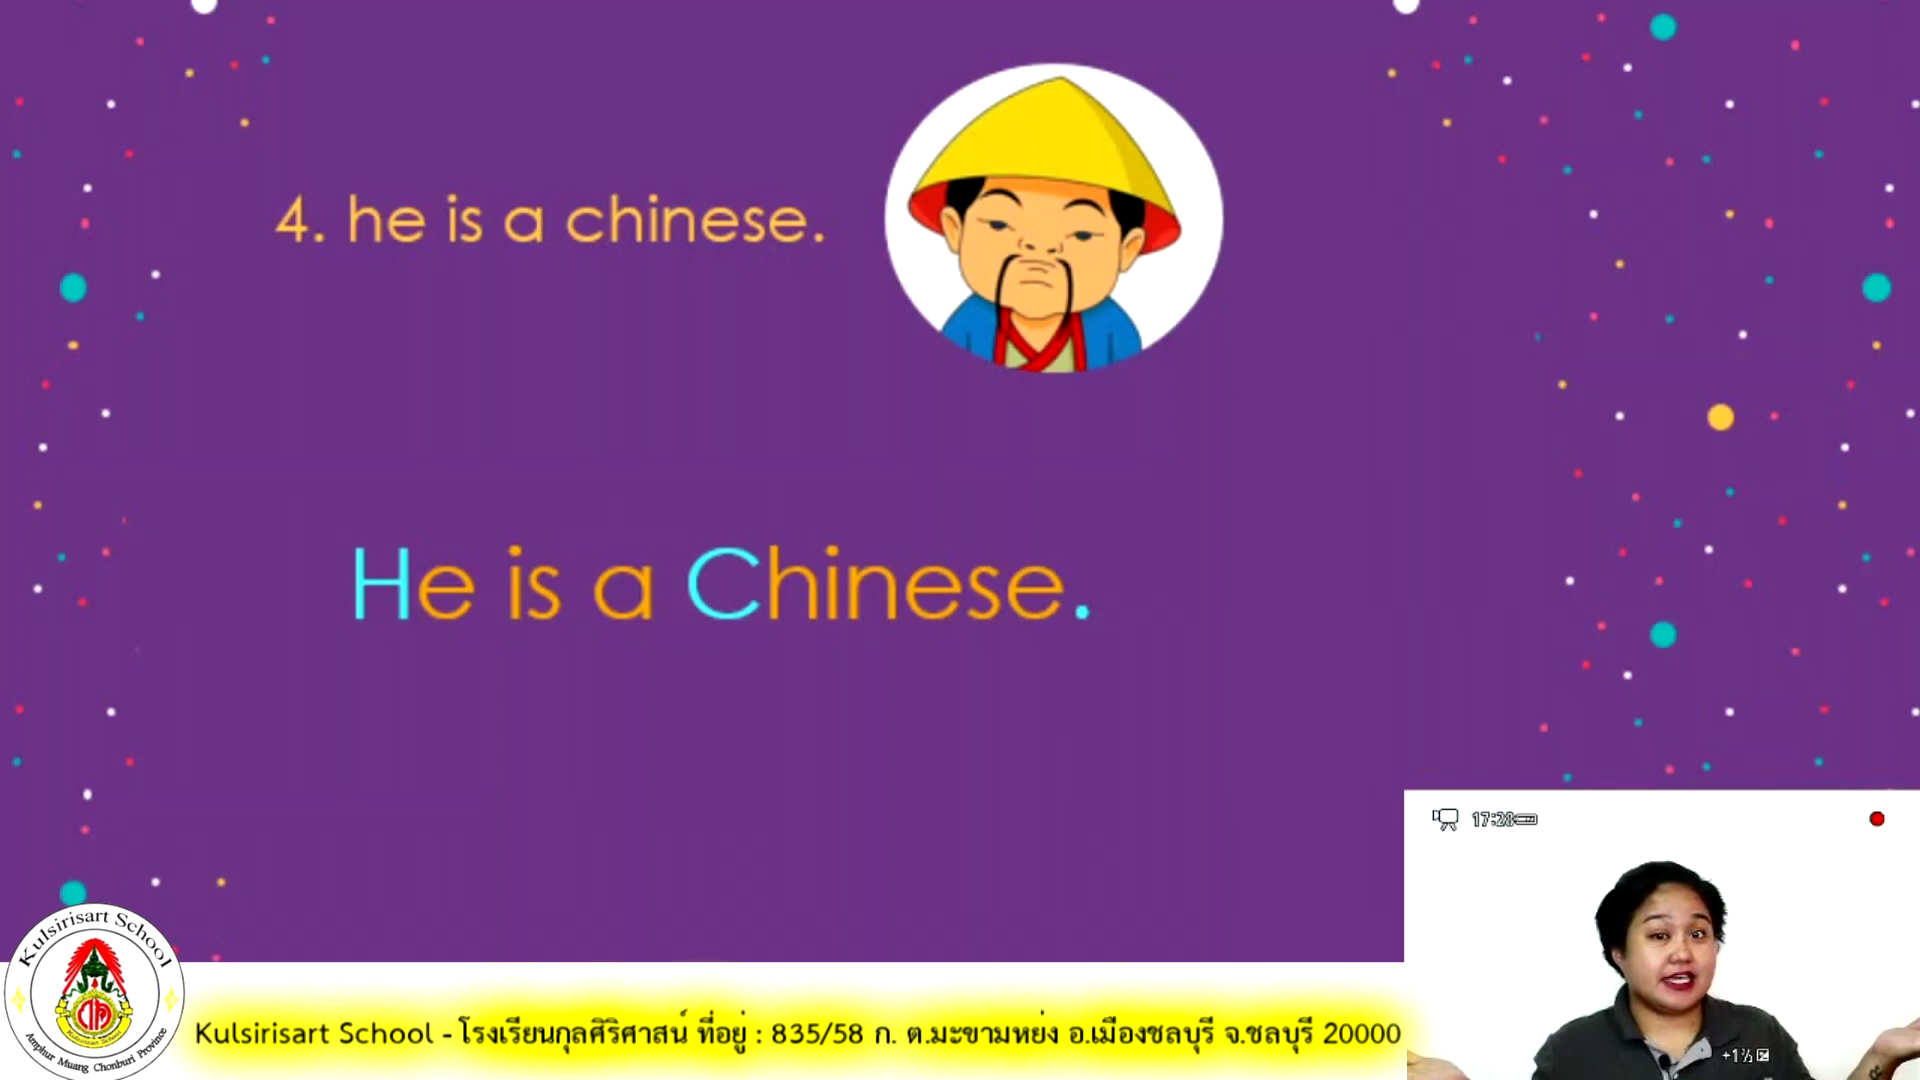 4. he is a chinese.
He is a Chinese.
17:28
+1⅓
Kulsirisart School
Amphur Muang Chonburi Province
Kulsirisart School - โรงเรียนกุลศิริศาสน์ ที่อยู่ : 835/58 ก. ต.มะขามหย่ง อ.เมืองชลบุรี จ.ชลบุรี 20000